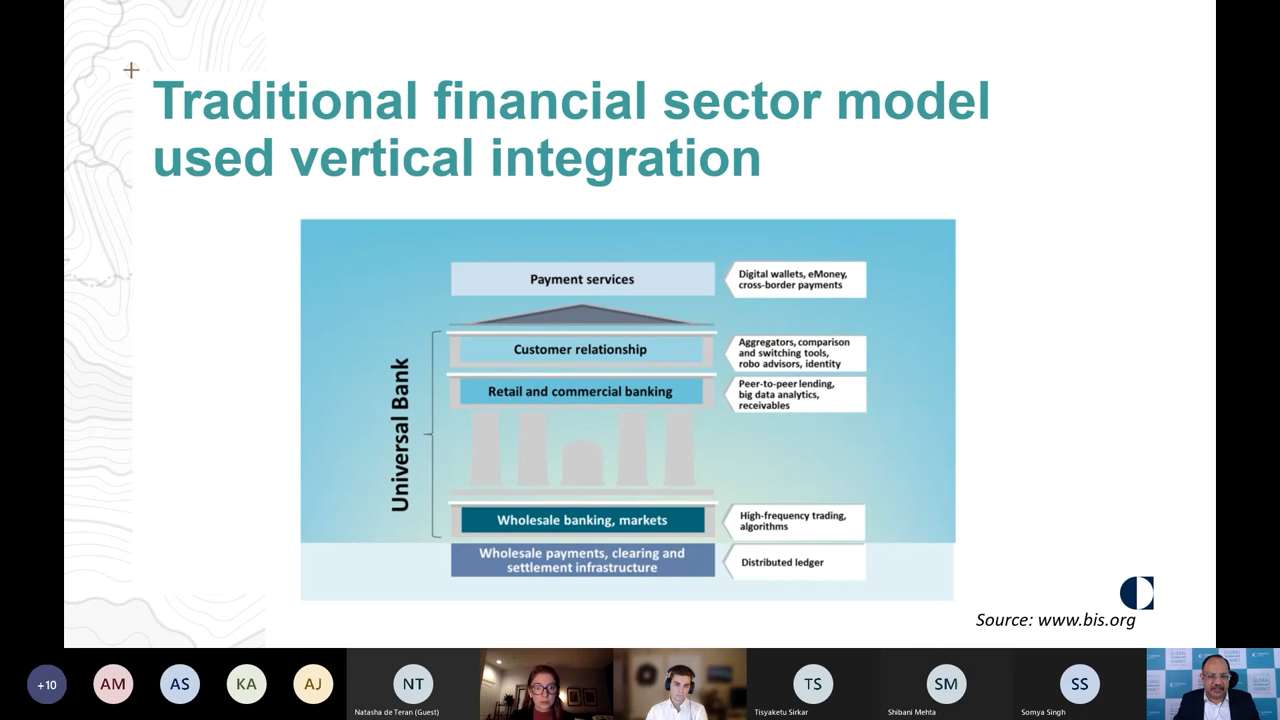 Traditional financial sector model
used vertical integration
Payment services
Digital wallets, eMoney,
cross-border payments
Universal Bank
Customer relationship
Aggregators, comparison
and switching tools,
robo advisors, identity
Retail and commercial banking
Peer-to-peer lending,
big data analytics,
receivables
Wholesale banking, markets
High-frequency trading,
algorithms
Wholesale payments, clearing and
settlement infrastructure
Distributed ledger
Source: www.bis.org
+10
AM
AS
KA
AJ
NT
Natasha de Teran (Guest)
TS
Tisyaketu Sirkar
SM
Shibani Mehta
SS
Somya Singh